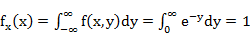 fₓ(x) = ∫_{-∞}^{∞} f(x,y)dy = ∫_{0}^{∞} e^{-y}dy = 1